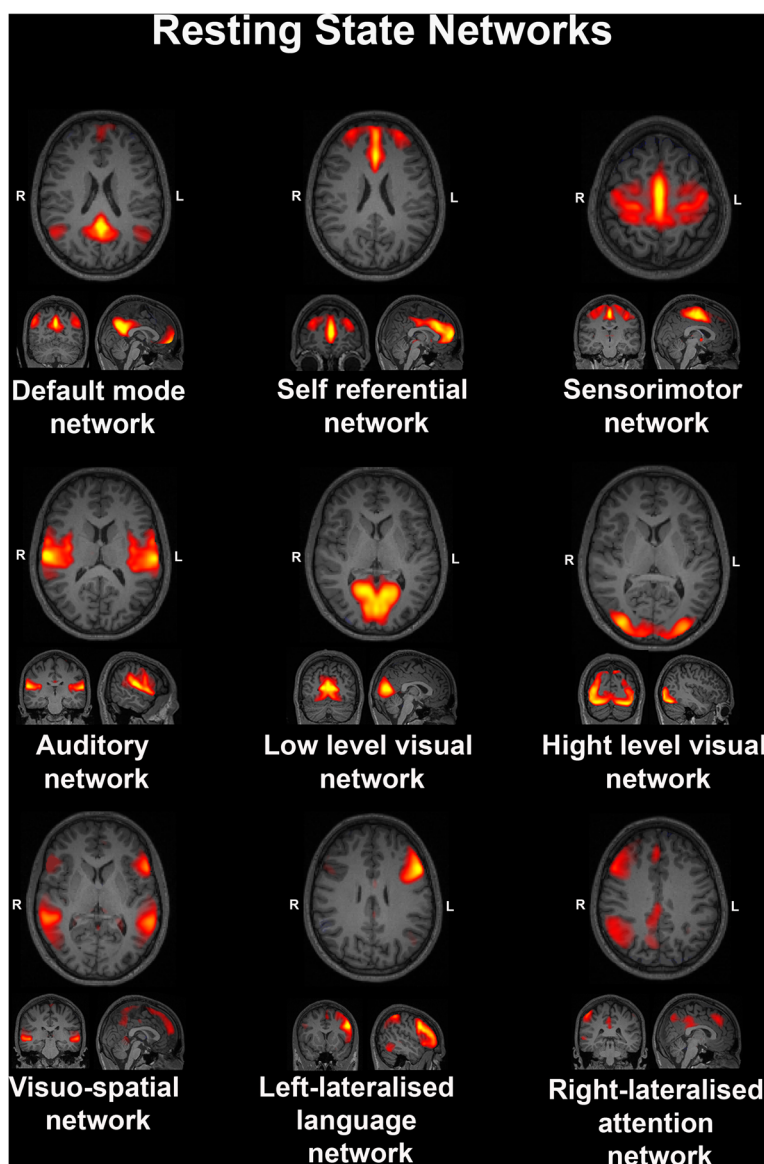 Resting State Networks
R
L
R
L
R
L
Default mode
network
Self referential
network
Sensorimotor
network
R
L
R
L
R
L
Auditory
network
Low level visual
network
Hight level visual
network
R
L
R
L
R
L
Visuo-spatial
network
Left-lateralised
language
network
Right-lateralised
attention
network